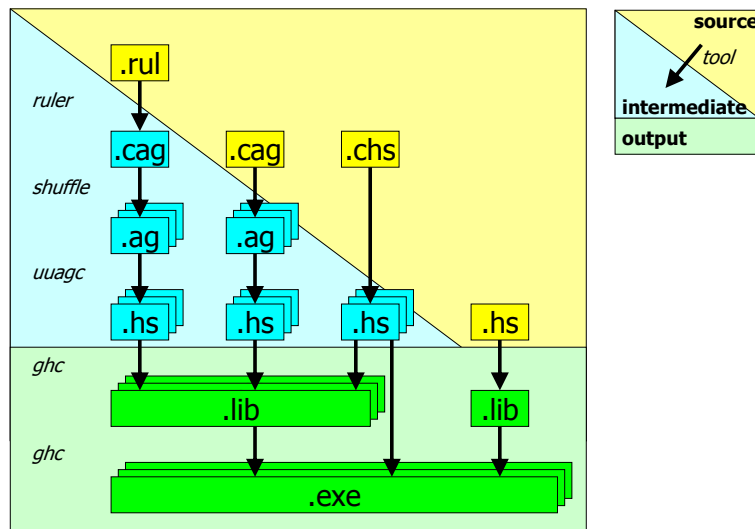 .rul
ruler
.cag .cag .chs
shuffle
.ag .ag
uuagc
.hs .hs .hs .hs
ghc
.lib .lib
ghc
.exe
source
tool
intermediate
output